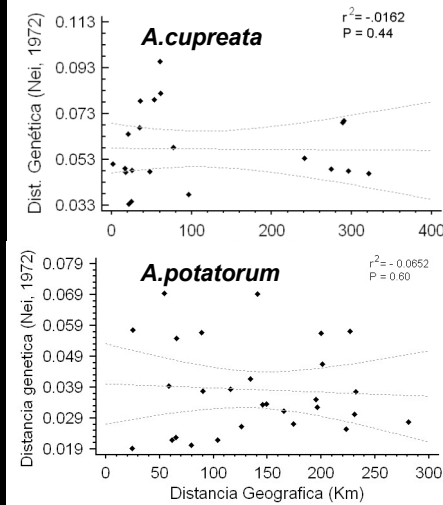 A.cupreata
r²= -.0162
P = 0.44
Dist. Genética (Nei, 1972)
0.113
0.093
0.073
0.053
0.033
0
100
200
300
400
A.potatorum
r²= - 0.0652
P = 0.60
Distancia genetica (Nei, 1972)
0.079
0.069
0.059
0.049
0.039
0.029
0.019
0
50
100
150
200
250
300
Distancia Geografica (Km)